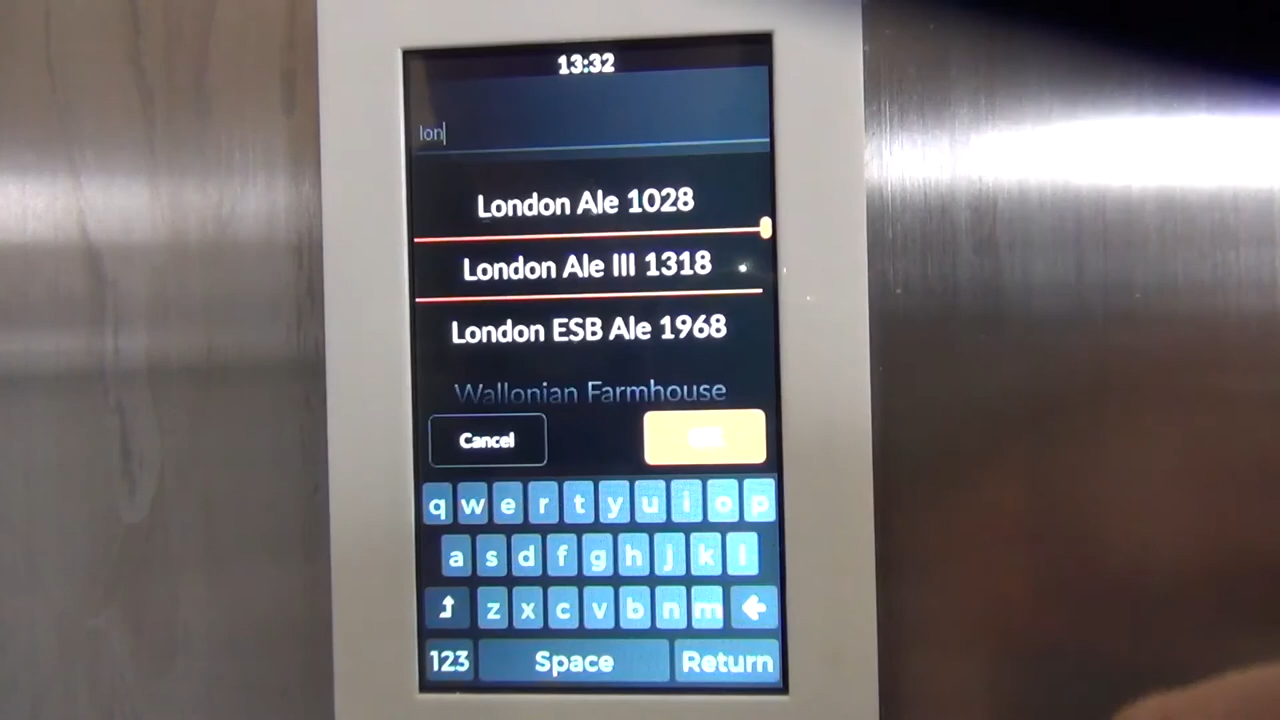 13:32
lon
London Ale 1028
London Ale III 1318
London ESB Ale 1968
Wallonian Farmhouse
Cancel
q w e r t y u i o p
a s d f g h j k l
z x c v b n m
123 Space Return